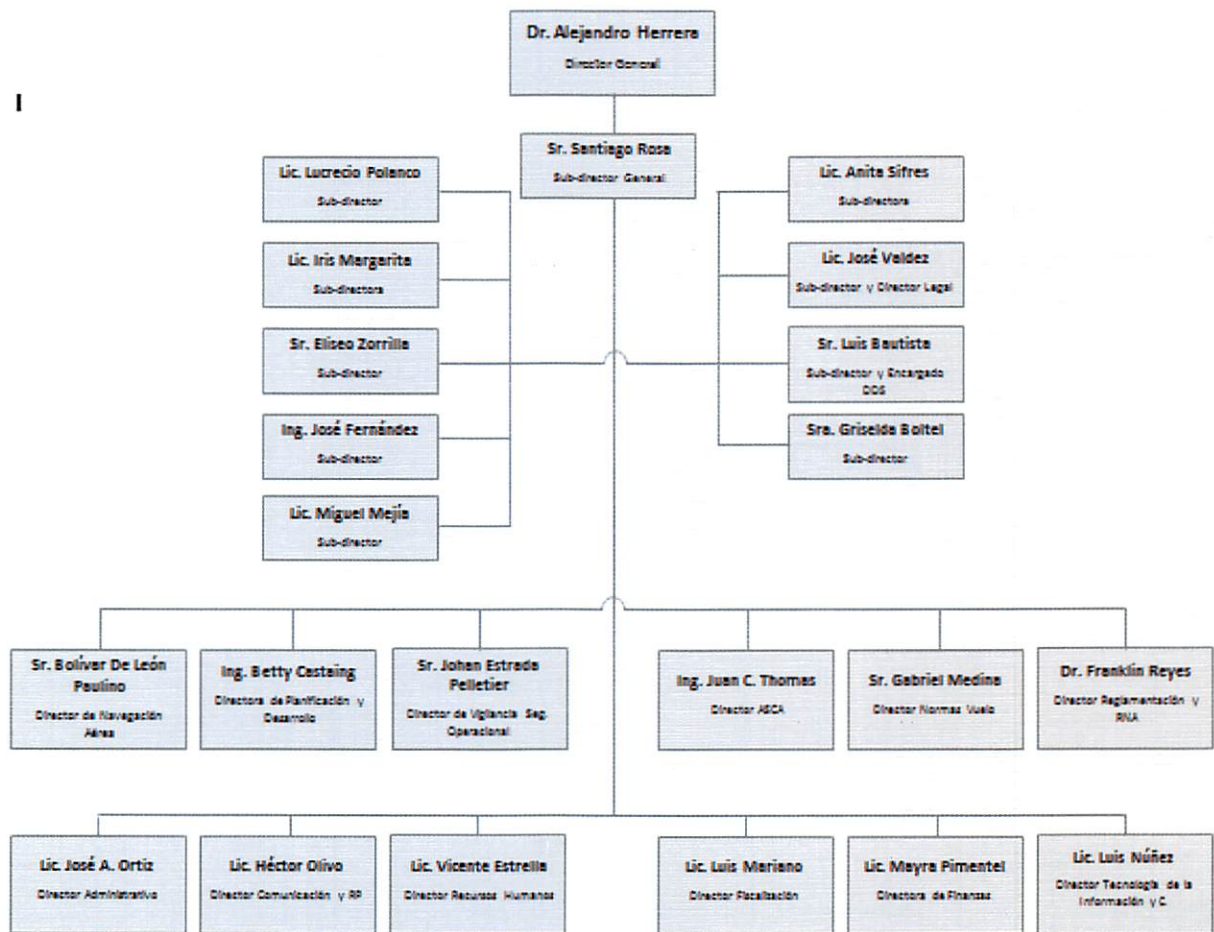 Dr. Alejandro Herrera
Director General
I
Sr. Santiago Rosa
Sub-director General
Lic. Lucrecio Polanco
Sub-director
Lic. Iris Margarita
Sub-directora
Sr. Eliseo Zorrilla
Sub-director
Ing. José Fernández
Sub-director
Lic. Miguel Mejía
Sub-director
Lic. Anita Sifres
Sub-directora
Lic. José Valdez
Sub-director y Director Legal
Sr. Luis Bautista
Sub-director y Encargado
Sra. Griselda Boitel
Sub-director
Sr. Bolívar De León
Paulino
Director de Navegación
Aérea
Ing. Betty Castaing
Directora de Planificación y
Desarrollo
Sr. Johan Estrada
Pelletier
Director de Vigilancia Seg.
Operacional
Ing. Juan C. Thomas
Director ASCA
Sr. Gabriel Medina
Director Normas Vuelo
Dr. Franklin Reyes
Director Reglamentación y
RNA
Lic. José A. Ortiz
Director Administrativo
Lic. Héctor Olivo
Director Comunicación y RP
Lic. Vicente Estrella
Director Recursos Humanos
Lic. Luis Mariano
Director Fiscalización
Lic. Mayra Pimentel
Directora de Finanzas
Lic. Luis Núñez
Director Tecnología de la
Información y C.